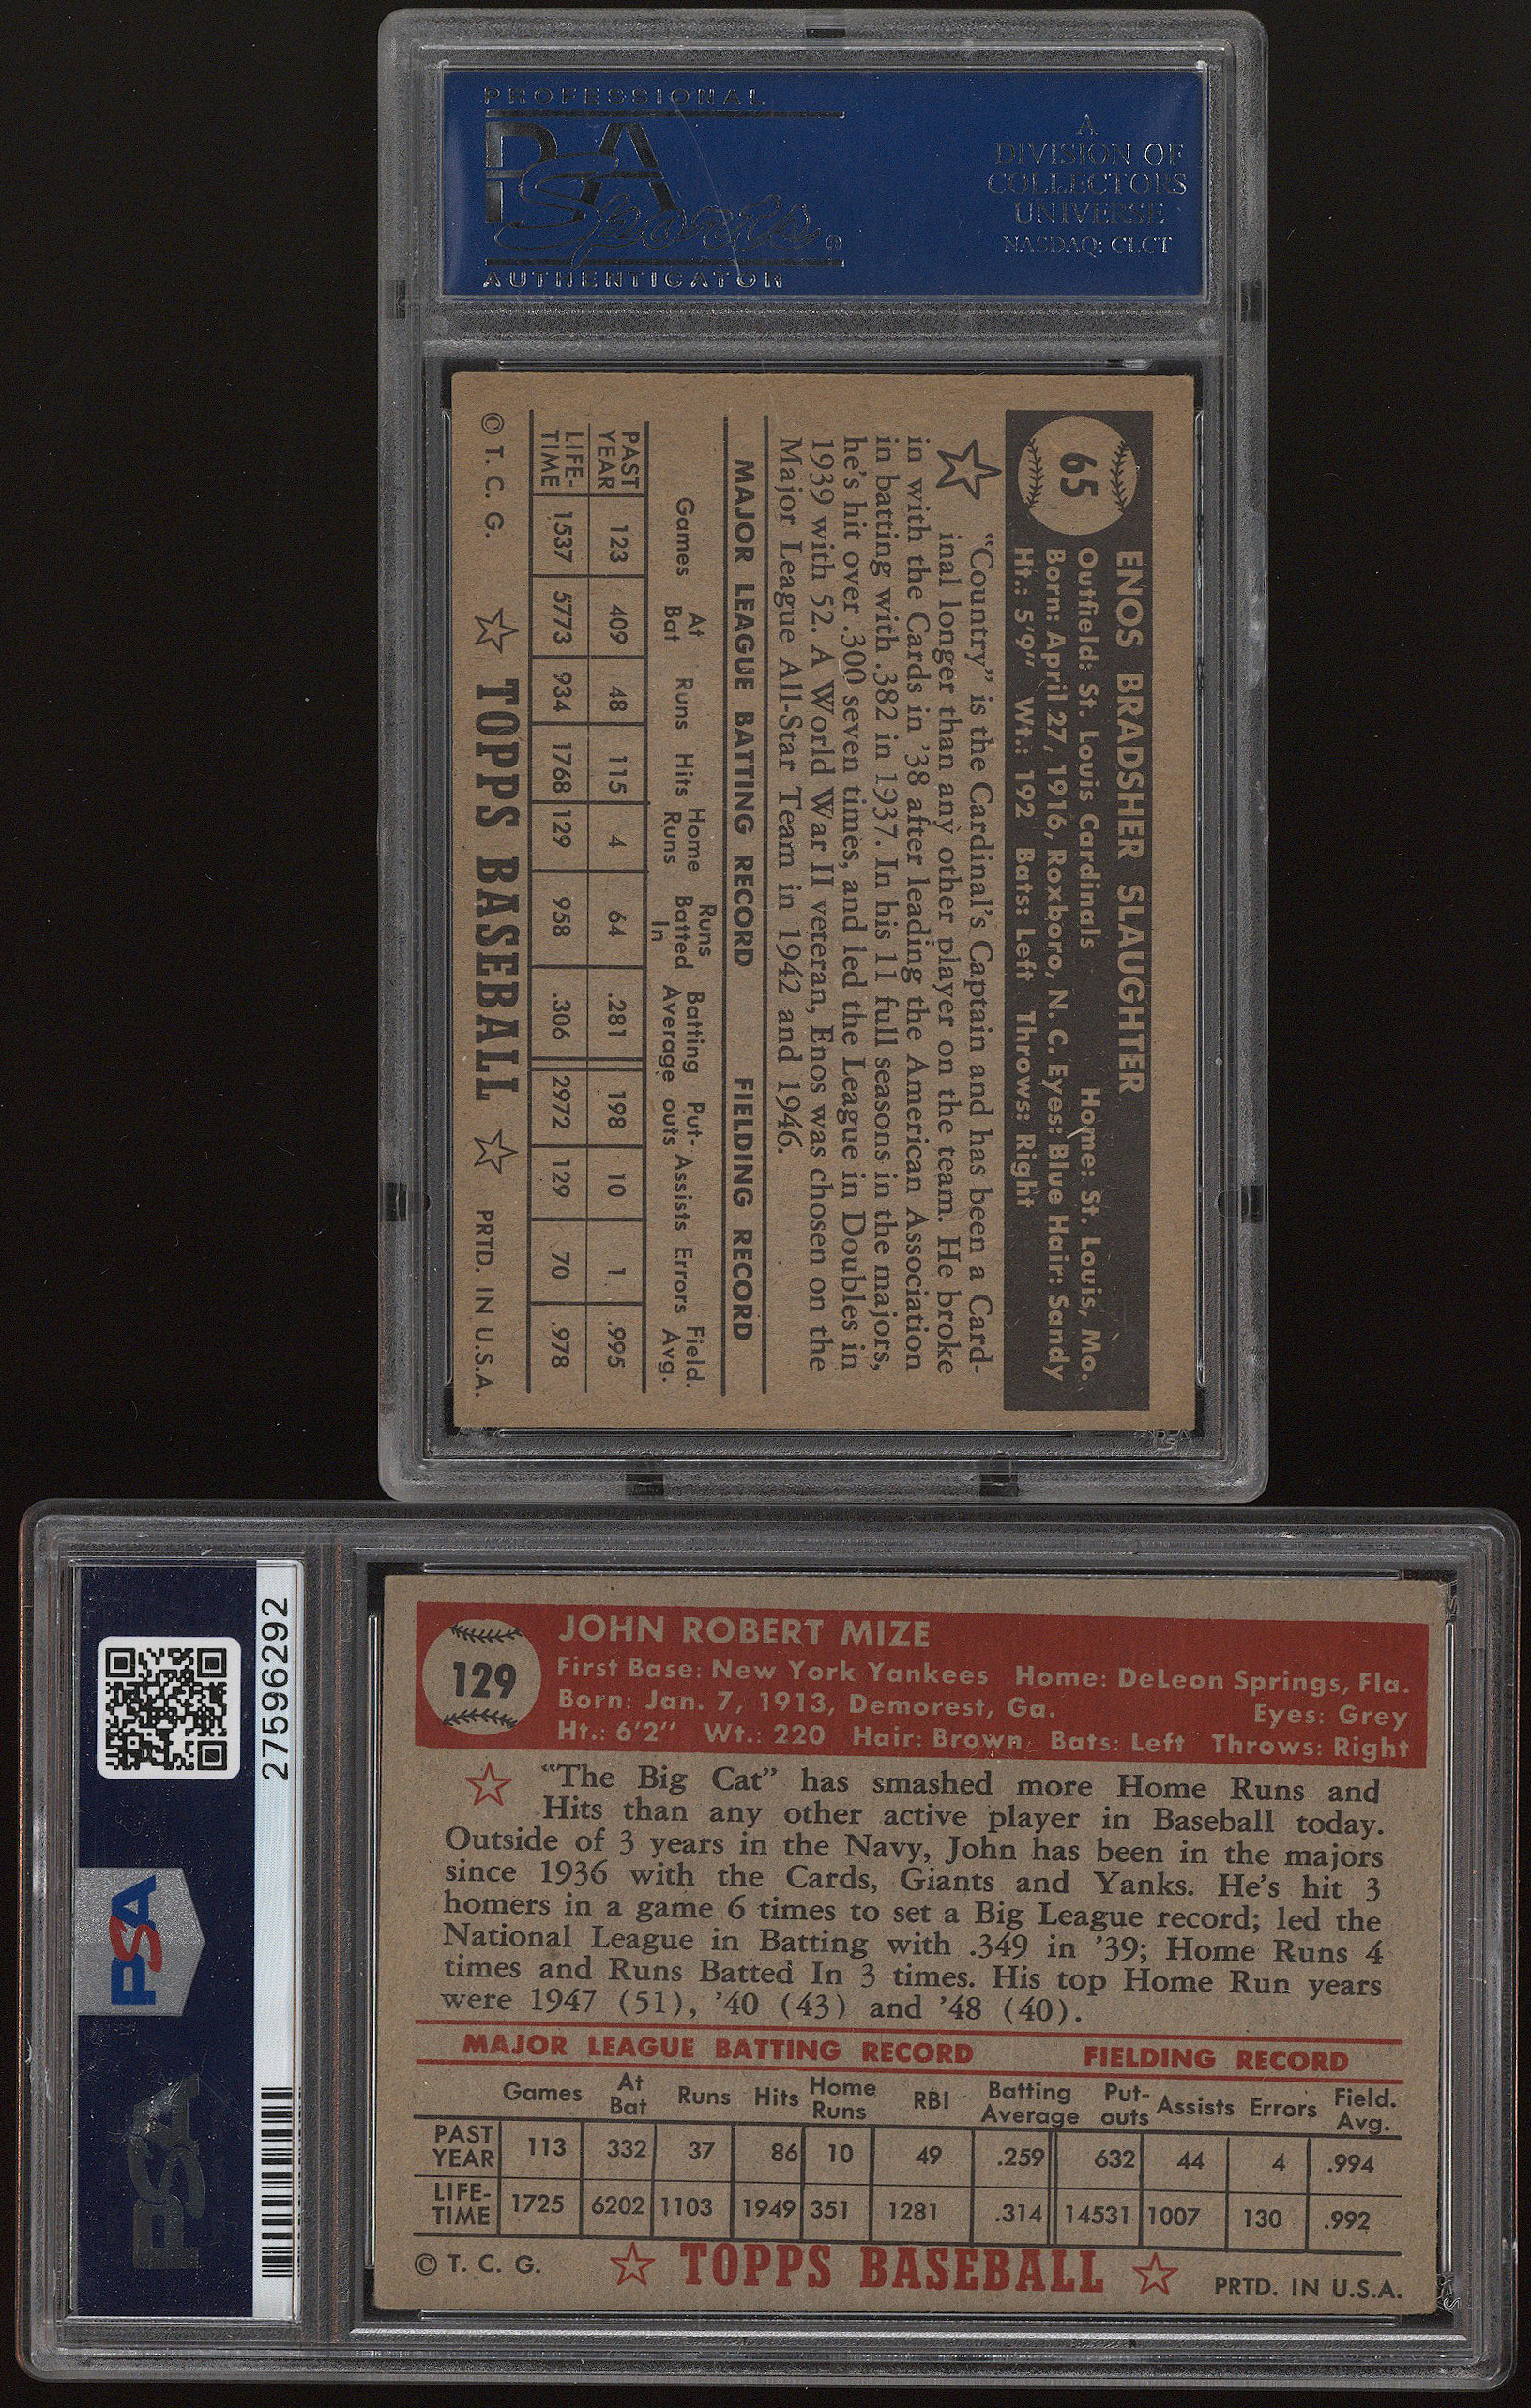 PROFESSIONAL
PSA
Sports®
AUTHENTICATOR
A
DIVISION OF
COLLECTORS
UNIVERSE
NASDAQ: CLCT
65
ENOS BRADSHER SLAUGHTER
Outfield: St. Louis Cardinals Home: St. Louis, Mo.
Born: April 27, 1916, Roxboro, N. C. Eyes: Blue Hair: Sandy
Ht.: 5'9" Wt.: 192 Bats: Left Throws: Right
"Country" is the Cardinal's Captain and has been a Card-
inal longer than any other player on the team. He broke
in with the Cards in '38 after leading the American Association
in batting with .382 in 1937. In his 11 full seasons in the majors,
he's hit over .300 seven times, and led the League in Doubles in
1939 with 52. A World War II veteran, Enos was chosen on the
Major League All-Star Team in 1942 and 1946.
MAJOR LEAGUE BATTING RECORD FIELDING RECORD
Games At Bat Runs Hits Home Runs Runs Batted In Batting Average Put-outs Assists Errors Field. Avg.
PAST YEAR 123 409 48 115 4 64 .281 198 10 1 .995
LIFE-TIME 1537 5773 934 1768 129 958 .306 2972 129 70 .978
© T. C. G. TOPPS BASEBALL PRTD. IN U.S.A.
PSA
27596292
PSA
PSA
129
JOHN ROBERT MIZE
First Base: New York Yankees Home: DeLeon Springs, Fla.
Born: Jan. 7, 1913, Demorest, Ga. Eyes: Grey
Ht.: 6'2" Wt.: 220 Hair: Brown Bats: Left Throws: Right
"The Big Cat" has smashed more Home Runs and
Hits than any other active player in Baseball today.
Outside of 3 years in the Navy, John has been in the majors
since 1936 with the Cards, Giants and Yanks. He's hit 3
homers in a game 6 times to set a Big League record; led the
National League in Batting with .349 in '39; Home Runs 4
times and Runs Batted In 3 times. His top Home Run years
were 1947 (51), '40 (43) and '48 (40).
MAJOR LEAGUE BATTING RECORD FIELDING RECORD
Games At Bat Runs Hits Home Runs RBI Batting Average Put-outs Assists Errors Field. Avg.
PAST YEAR 113 332 37 86 10 49 .259 632 44 4 .994
LIFE-TIME 1725 6202 1103 1949 351 1281 .314 14531 1007 130 .992
© T. C. G. TOPPS BASEBALL PRTD. IN U.S.A.